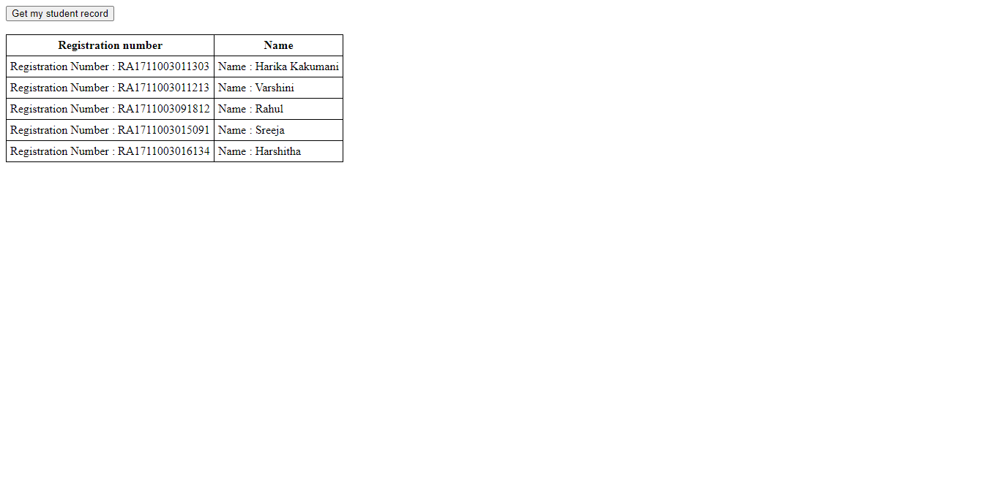 Get my student record
Registration number Name
Registration Number : RA1711003011303 Name : Harika Kakumani
Registration Number : RA1711003011213 Name : Varshini
Registration Number : RA1711003091812 Name : Rahul
Registration Number : RA1711003015091 Name : Sreeja
Registration Number : RA1711003016134 Name : Harshitha